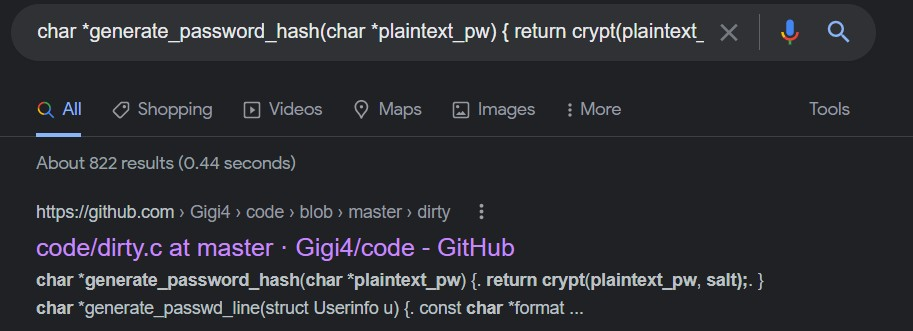 char *generate_password_hash(char *plaintext_pw) { return crypt(plaintext_
All Shopping Videos Maps Images More Tools
About 822 results (0.44 seconds)
https://github.com › Gigi4 › code › blob › master › dirty
code/dirty.c at master · Gigi4/code - GitHub
char *generate_password_hash(char *plaintext_pw) {. return crypt(plaintext_pw, salt);. }
char *generate_passwd_line(struct Userinfo u) {. const char *format ...